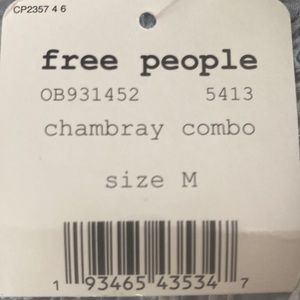 CP2357 4 6
free people
OB931452 5413
chambray combo
size M
1 93465 43534 7